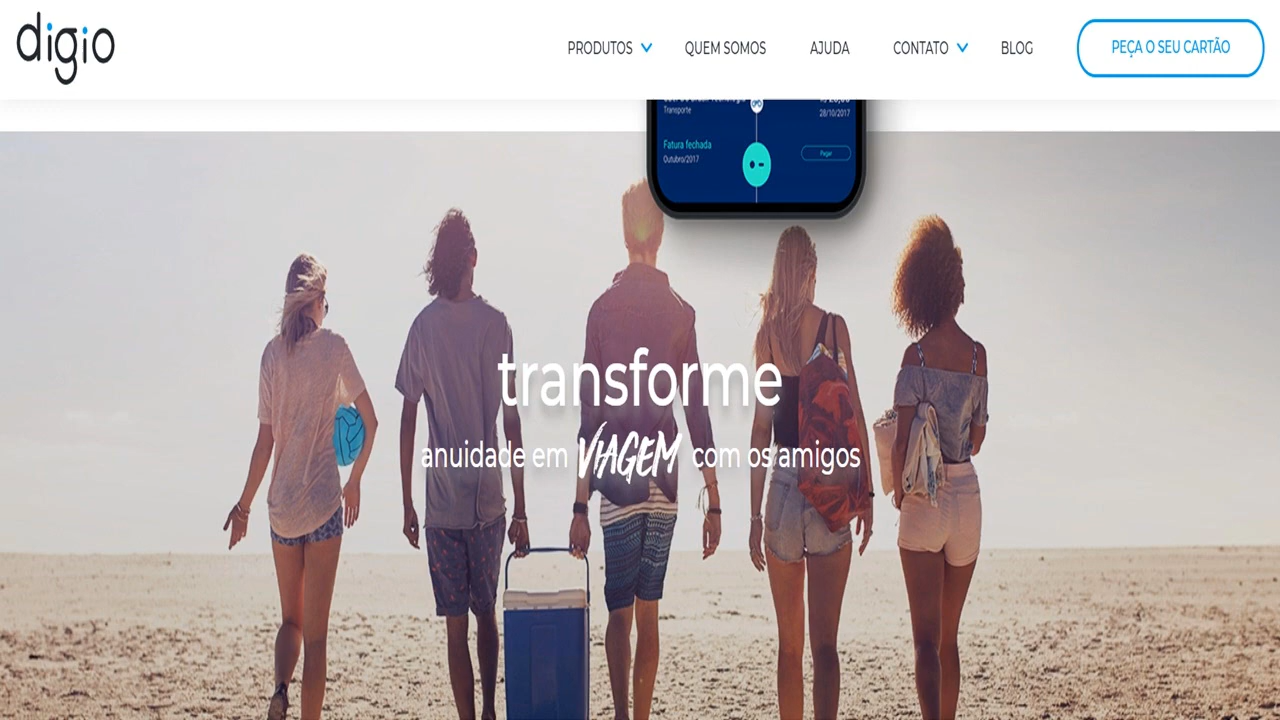 digio
PRODUTOS
QUEM SOMOS
AJUDA
CONTATO
BLOG
PEÇA O SEU CARTÃO
Transporte
28/10/2017
Fatura fechada
Outubro/2017
Pagar
transforme
anuidade em VIAGEM com os amigos